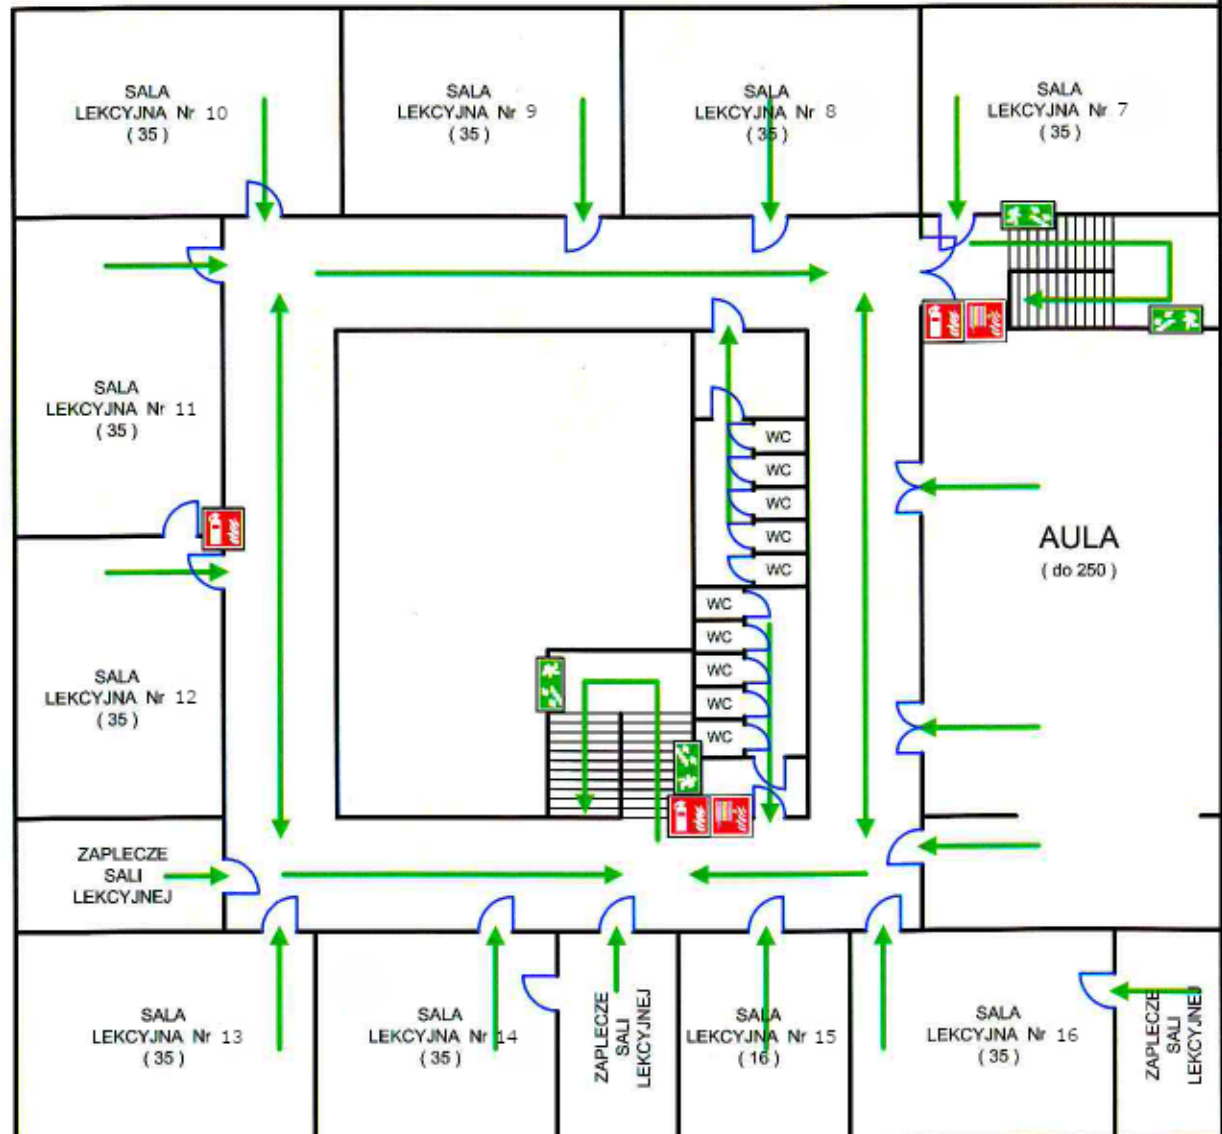 SALA
LEKCYJNA Nr 10
( 35 )
SALA
LEKCYJNA Nr 9
( 35 )
SALA
LEKCYJNA Nr 8
( 35 )
SALA
LEKCYJNA Nr 7
( 35 )
SALA
LEKCYJNA Nr 11
( 35 )
WC
WC
WC
WC
WC
AULA
( do 250 )
WC
WC
WC
WC
WC
SALA
LEKCYJNA Nr 12
( 35 )
ZAPLECZE
SALI
LEKCYJNEJ
SALA
LEKCYJNA Nr 13
( 35 )
SALA
LEKCYJNA Nr 14
( 35 )
ZAPLECZE
SALI
LEKCYJNEJ
SALA
LEKCYJNA Nr 15
( 16 )
SALA
LEKCYJNA Nr 16
( 35 )
ZAPLECZE
SALI
LEKCYJNEJ